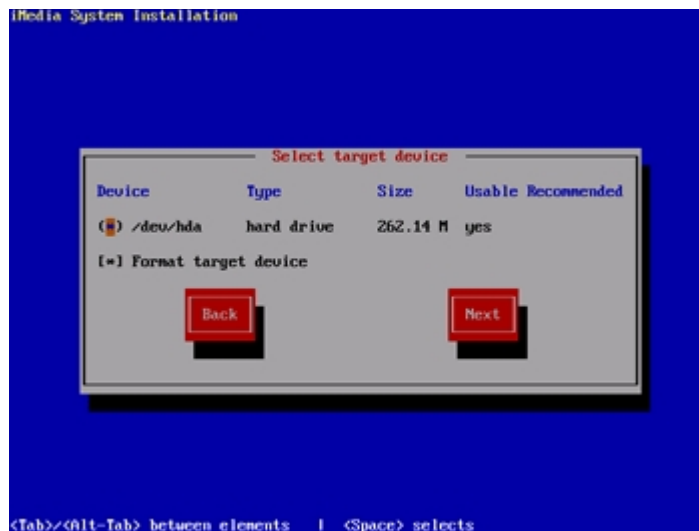 iMedia System Installation
Select target device
Device Type Size Usable Recommended
(*) /dev/hda hard drive 262.14 M yes
[*] Format target device
Back Next
<Tab>/<Alt-Tab> between elements | <Space> selects